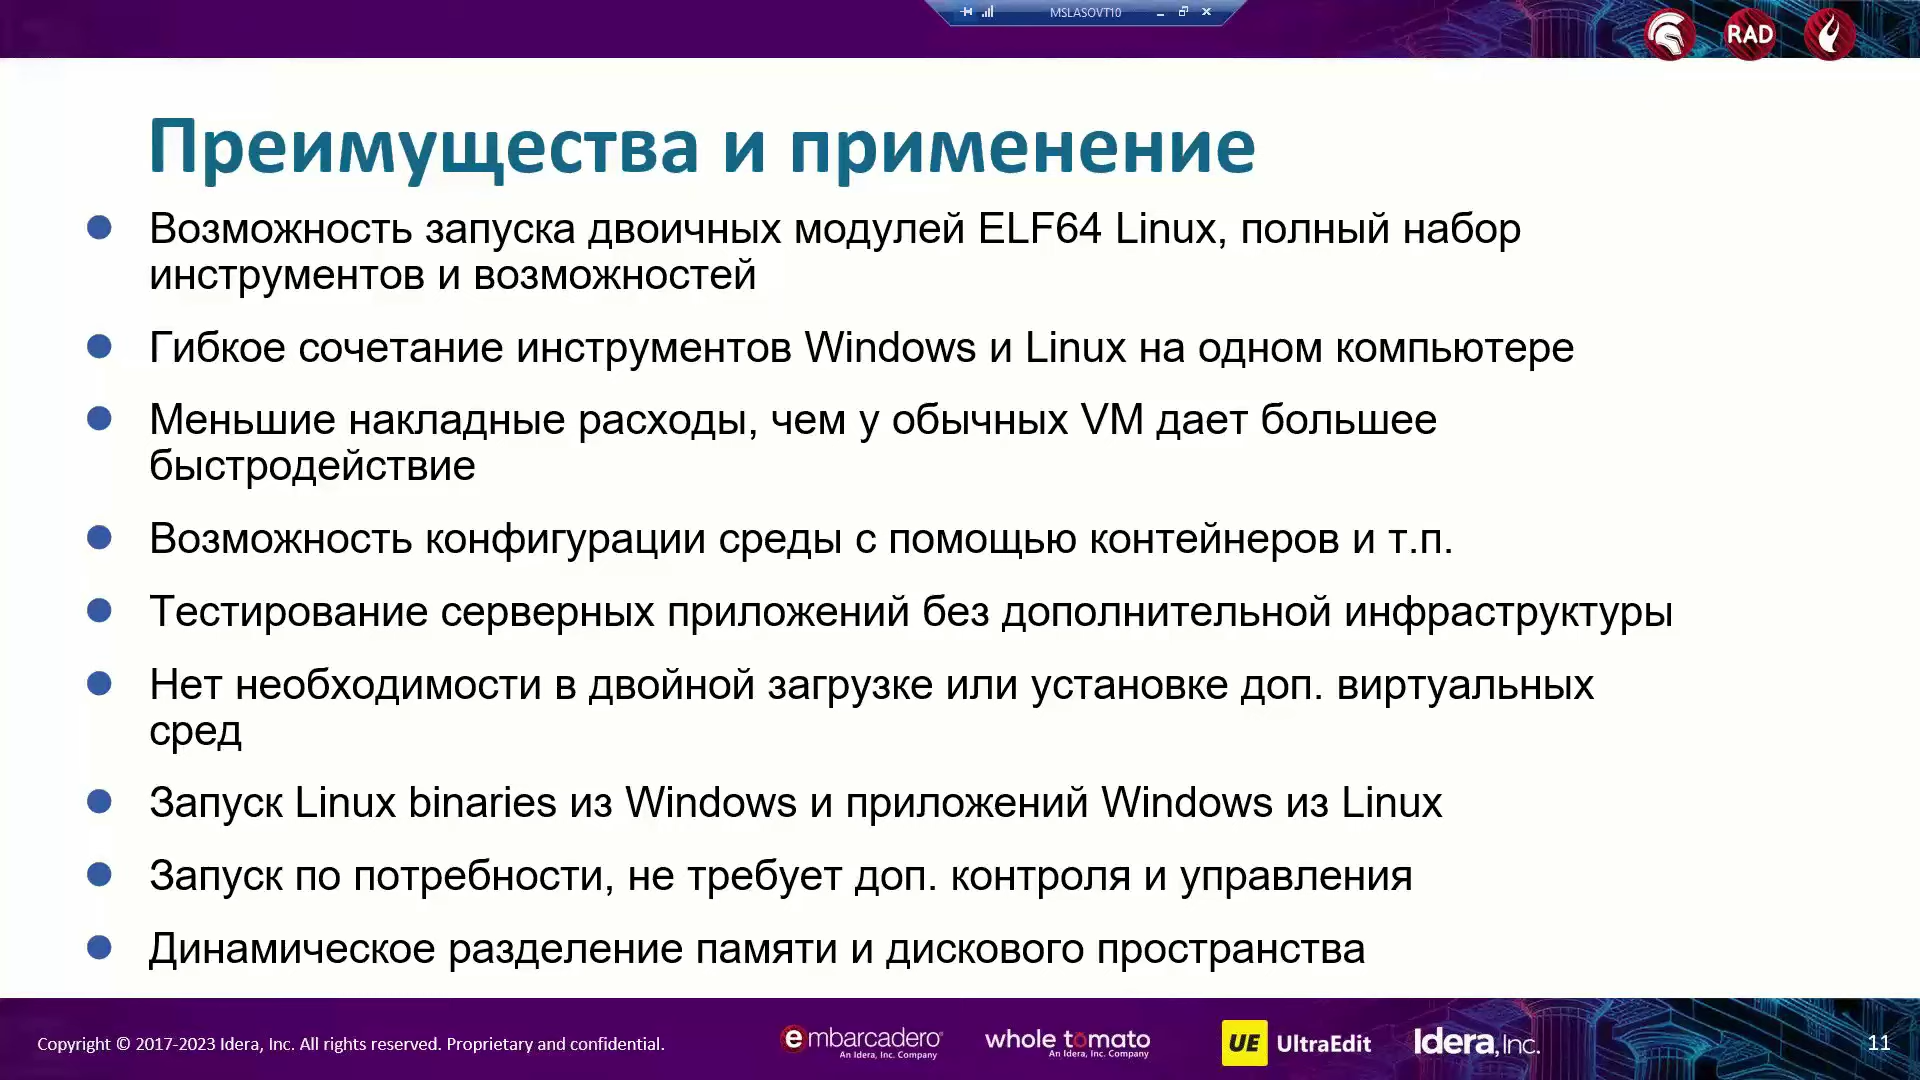 MSLASOVT10
RAD
Преимущества и применение
Возможность запуска двоичных модулей ELF64 Linux, полный набор
инструментов и возможностей
Гибкое сочетание инструментов Windows и Linux на одном компьютере
Меньшие накладные расходы, чем у обычных VM дает большее
быстродействие
Возможность конфигурации среды с помощью контейнеров и т.п.
Тестирование серверных приложений без дополнительной инфраструктуры
Нет необходимости в двойной загрузке или установке доп. виртуальных
сред
Запуск Linux binaries из Windows и приложений Windows из Linux
Запуск по потребности, не требует доп. контроля и управления
Динамическое разделение памяти и дискового пространства
Copyright © 2017-2023 Idera, Inc. All rights reserved. Proprietary and confidential.
embarcadero®
An Idera, Inc. Company
whole tomato
An Idera, Inc. Company
UE UltraEdit
Idera, Inc.
11